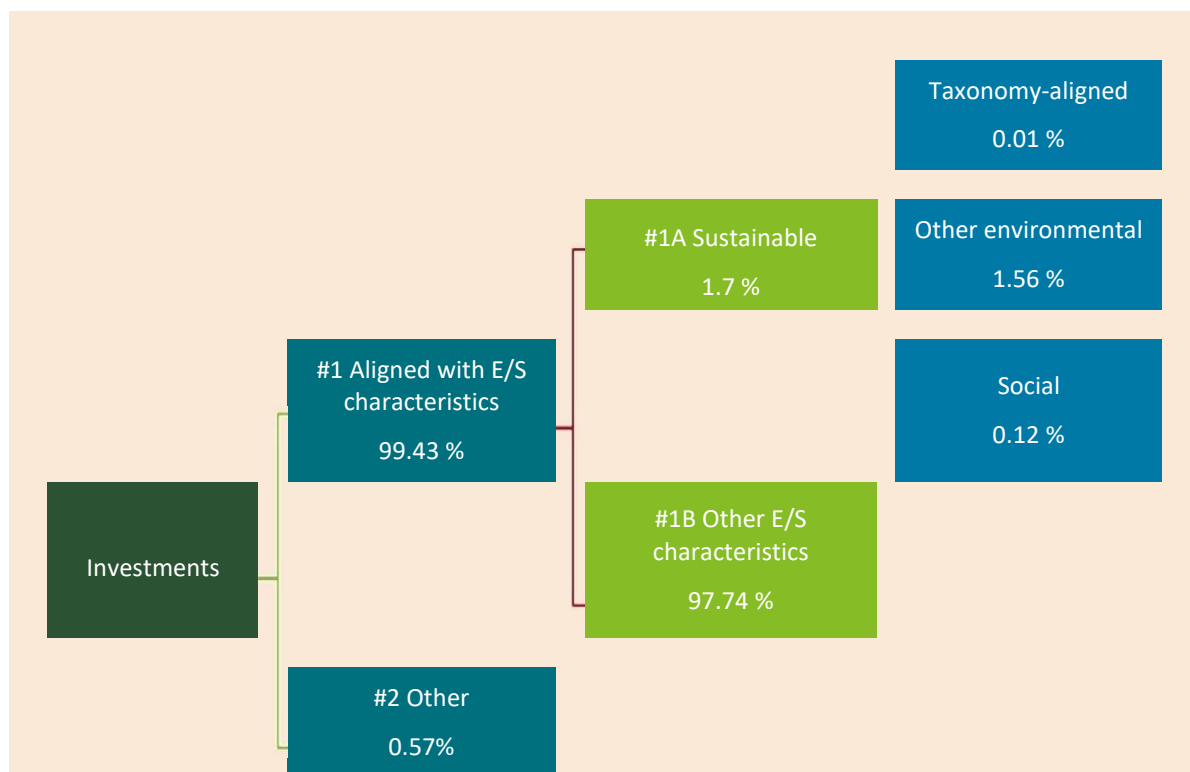 Taxonomy-aligned
0.01 %
#1A Sustainable
1.7 %
Other environmental
1.56 %
#1 Aligned with E/S
characteristics
99.43 %
Social
0.12 %
Investments
#1B Other E/S
characteristics
97.74 %
#2 Other
0.57%